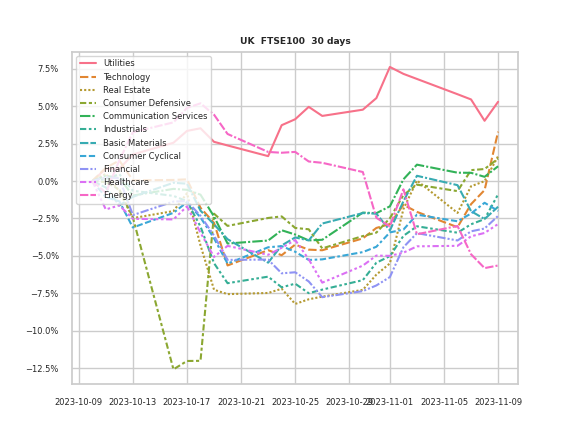 UK FTSE100 30 days
7.5%
5.0%
2.5%
0.0%
−2.5%
−5.0%
−7.5%
−10.0%
−12.5%
Utilities
Technology
Real Estate
Consumer Defensive
Communication Services
Industrials
Basic Materials
Consumer Cyclical
Financial
Healthcare
Energy
2023-10-09 2023-10-13 2023-10-17 2023-10-21 2023-10-25 2023-10-29 2023-11-01 2023-11-05 2023-11-09